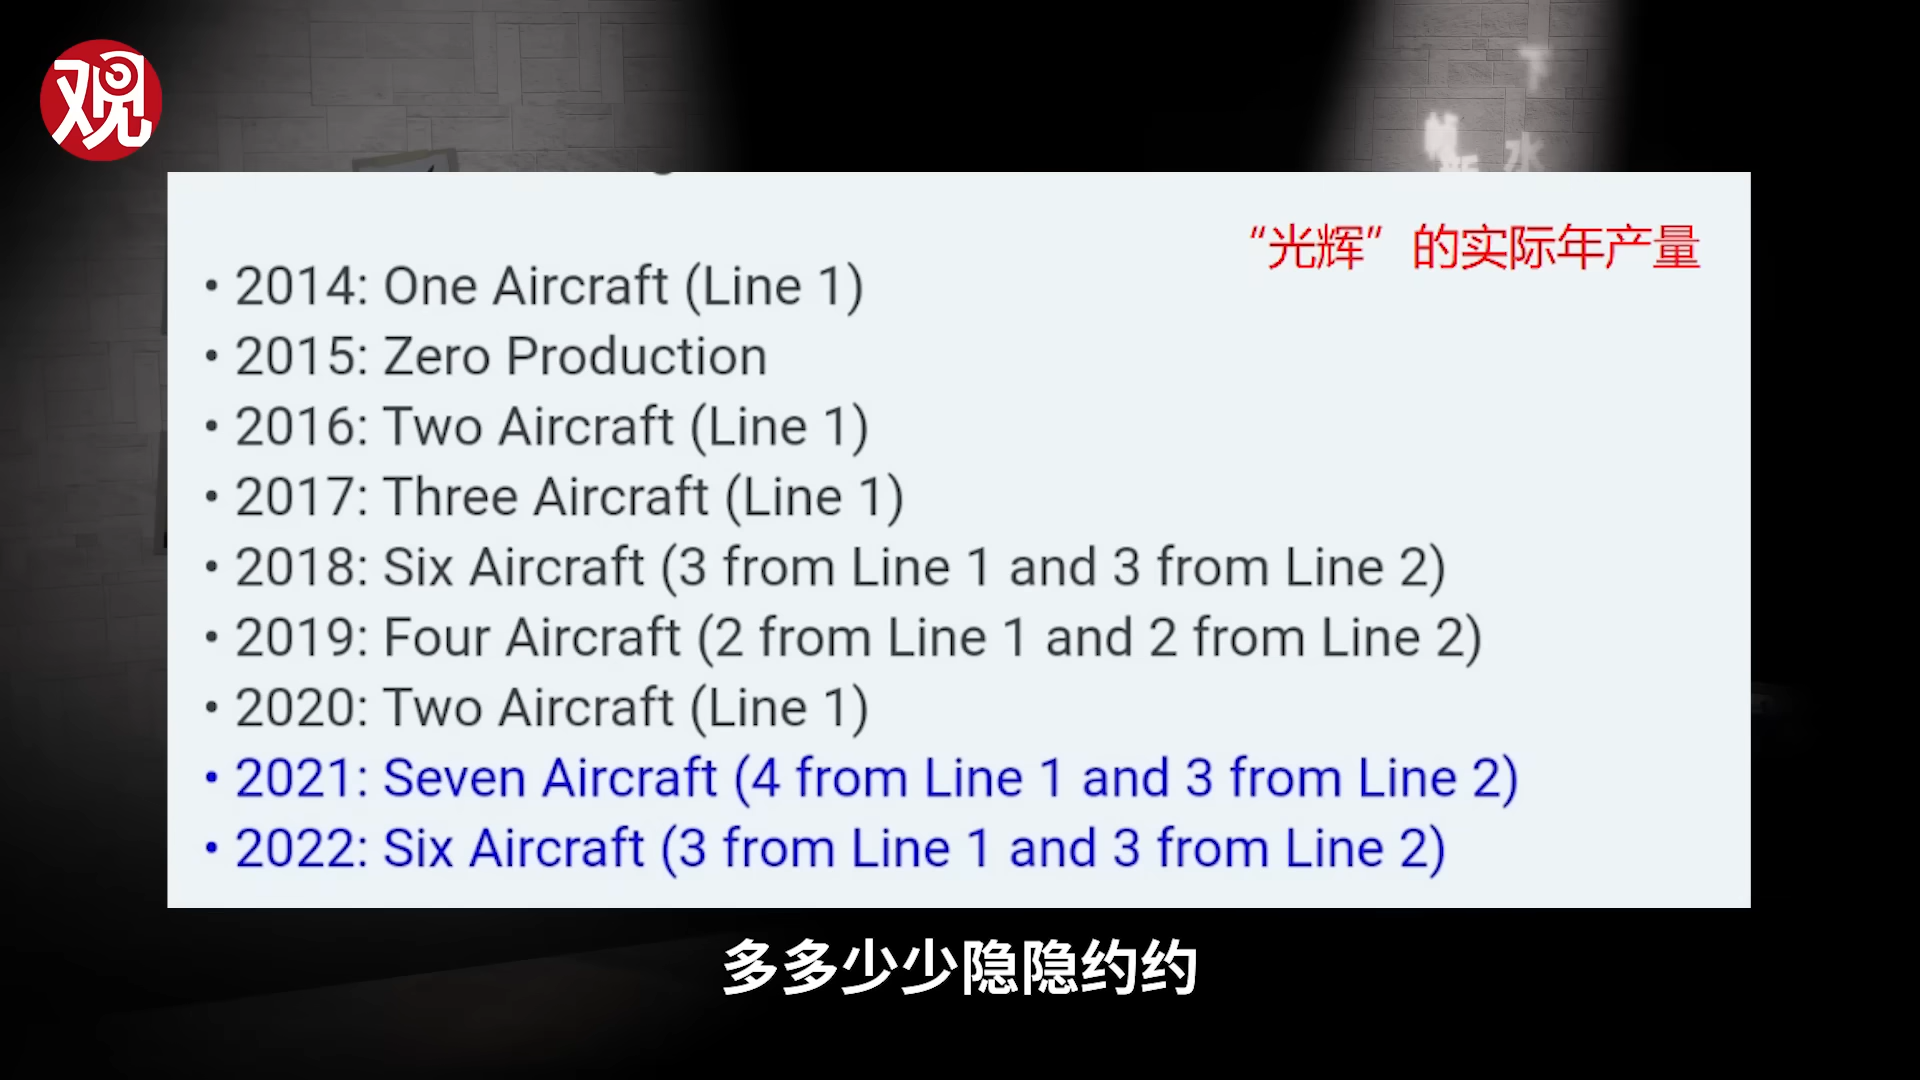 观
下
水
“光辉”的实际年产量
• 2014: One Aircraft (Line 1)
• 2015: Zero Production
• 2016: Two Aircraft (Line 1)
• 2017: Three Aircraft (Line 1)
• 2018: Six Aircraft (3 from Line 1 and 3 from Line 2)
• 2019: Four Aircraft (2 from Line 1 and 2 from Line 2)
• 2020: Two Aircraft (Line 1)
• 2021: Seven Aircraft (4 from Line 1 and 3 from Line 2)
• 2022: Six Aircraft (3 from Line 1 and 3 from Line 2)
多多少少隐隐约约